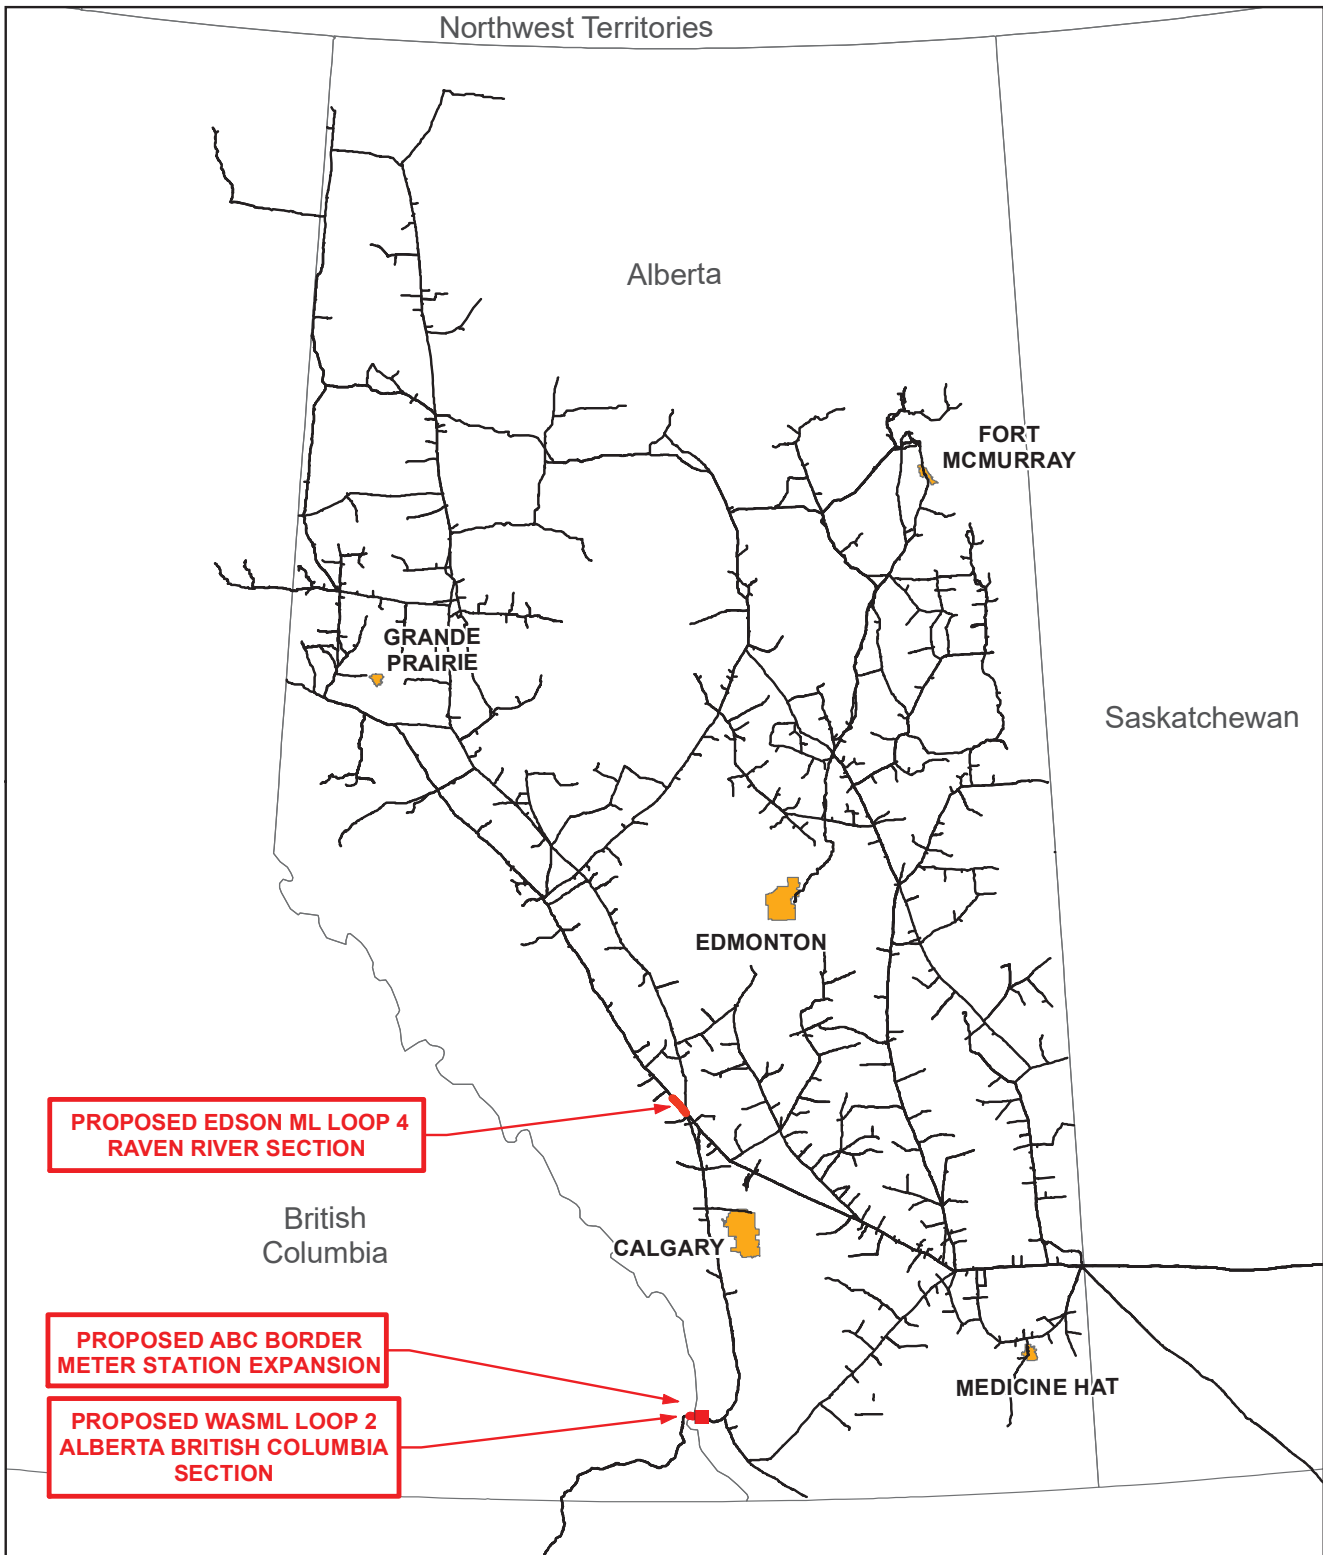 Northwest Territories
Alberta
FORT
MCMURRAY
GRANDE
PRAIRIE
Saskatchewan
EDMONTON
PROPOSED EDSON ML LOOP 4
RAVEN RIVER SECTION
British
Columbia
CALGARY
PROPOSED ABC BORDER
METER STATION EXPANSION
MEDICINE HAT
PROPOSED WASML LOOP 2
ALBERTA BRITISH COLUMBIA
SECTION